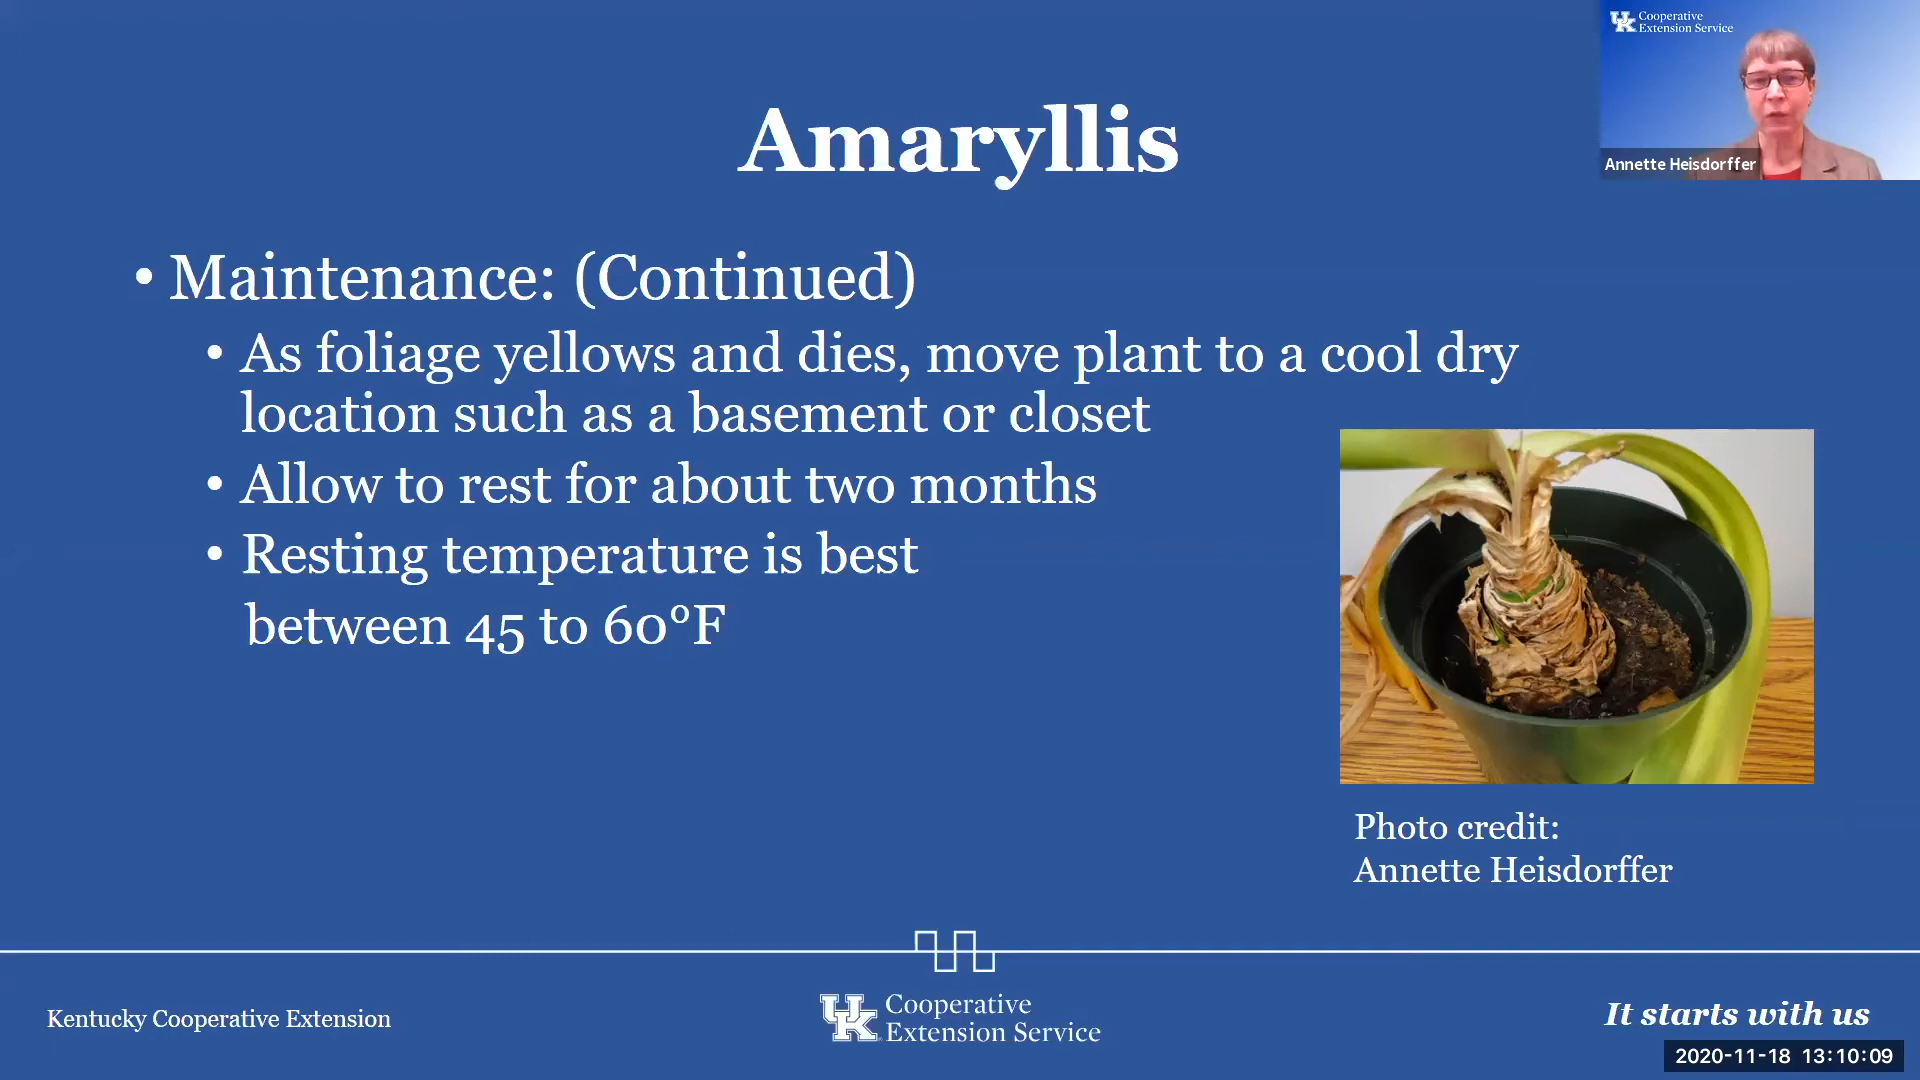 UK Cooperative
Extension Service
Annette Heisdorffer
Amaryllis
• Maintenance: (Continued)
• As foliage yellows and dies, move plant to a cool dry
location such as a basement or closet
• Allow to rest for about two months
• Resting temperature is best
between 45 to 60°F
Photo credit:
Annette Heisdorffer
Kentucky Cooperative Extension
UK Cooperative
Extension Service
It starts with us
2020-11-18 13:10:09